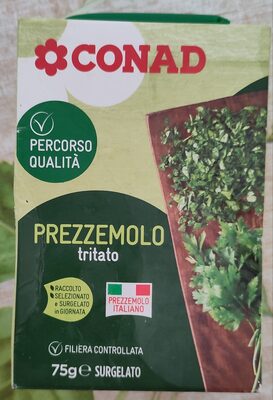 CONAD
PERCORSO
QUALITÀ
PREZZEMOLO
tritato
RACCOLTO
SELEZIONATO
e SURGELATO
in GIORNATA
PREZZEMOLO
ITALIANO
FILIERA CONTROLLATA
75g℮ SURGELATO